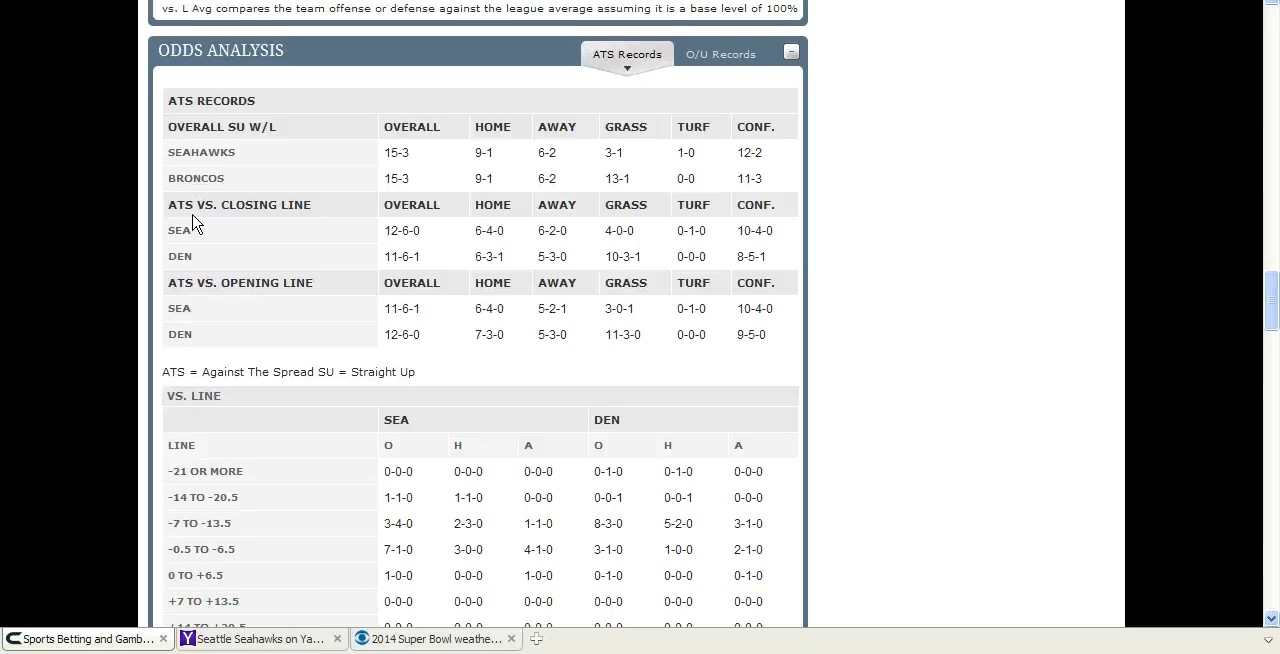 vs. L Avg compares the team offense or defense against the league average assuming it is a base level of 100%
ODDS ANALYSIS ATS Records O/U Records
ATS RECORDS
OVERALL SU W/L OVERALL HOME AWAY GRASS TURF CONF.
SEAHAWKS 15-3 9-1 6-2 3-1 1-0 12-2
BRONCOS 15-3 9-1 6-2 13-1 0-0 11-3
ATS VS. CLOSING LINE OVERALL HOME AWAY GRASS TURF CONF.
SEA 12-6-0 6-4-0 6-2-0 4-0-0 0-1-0 10-4-0
DEN 11-6-1 6-3-1 5-3-0 10-3-1 0-0-0 8-5-1
ATS VS. OPENING LINE OVERALL HOME AWAY GRASS TURF CONF.
SEA 11-6-1 6-4-0 5-2-1 3-0-1 0-1-0 10-4-0
DEN 12-6-0 7-3-0 5-3-0 11-3-0 0-0-0 9-5-0
ATS = Against The Spread SU = Straight Up
VS. LINE
SEA DEN
LINE O H A O H A
-21 OR MORE 0-0-0 0-0-0 0-0-0 0-1-0 0-1-0 0-0-0
-14 TO -20.5 1-1-0 1-1-0 0-0-0 0-0-1 0-0-1 0-0-0
-7 TO -13.5 3-4-0 2-3-0 1-1-0 8-3-0 5-2-0 3-1-0
-0.5 TO -6.5 7-1-0 3-0-0 4-1-0 3-1-0 1-0-0 2-1-0
0 TO +6.5 1-0-0 0-0-0 1-0-0 0-1-0 0-0-0 0-1-0
+7 TO +13.5 0-0-0 0-0-0 0-0-0 0-0-0 0-0-0 0-0-0
Sports Betting and Gamb... Seattle Seahawks on Ya... 2014 Super Bowl weathe...